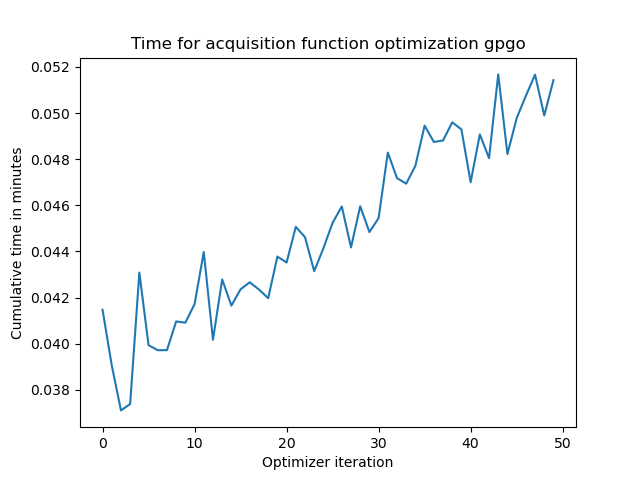 Time for acquisition function optimization gpgo
Cumulative time in minutes
0.052
0.050
0.048
0.046
0.044
0.042
0.040
0.038
0 10 20 30 40 50
Optimizer iteration